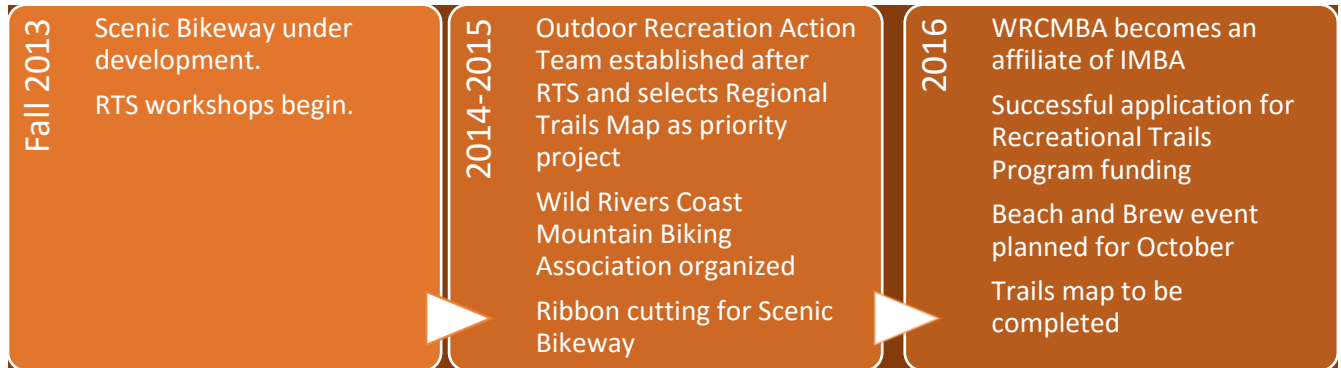 Fall 2013
Scenic Bikeway under
development.
RTS workshops begin.
2014-2015
Outdoor Recreation Action
Team established after
RTS and selects Regional
Trails Map as priority
project
Wild Rivers Coast
Mountain Biking
Association organized
Ribbon cutting for Scenic
Bikeway
2016
WRCMBA becomes an
affiliate of IMBA
Successful application for
Recreational Trails
Program funding
Beach and Brew event
planned for October
Trails map to be
completed